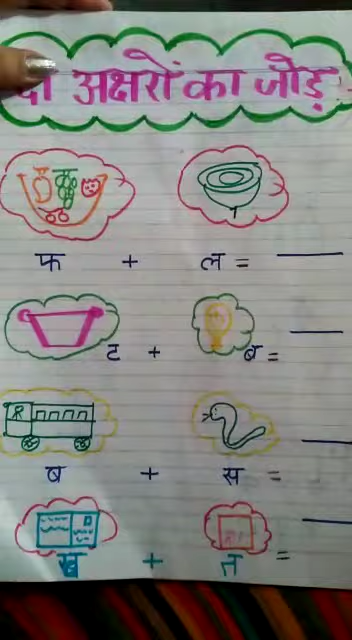 दो अक्षरों का जोड़
फ + ल =
ट + ब =
ब + स =
ख + त =